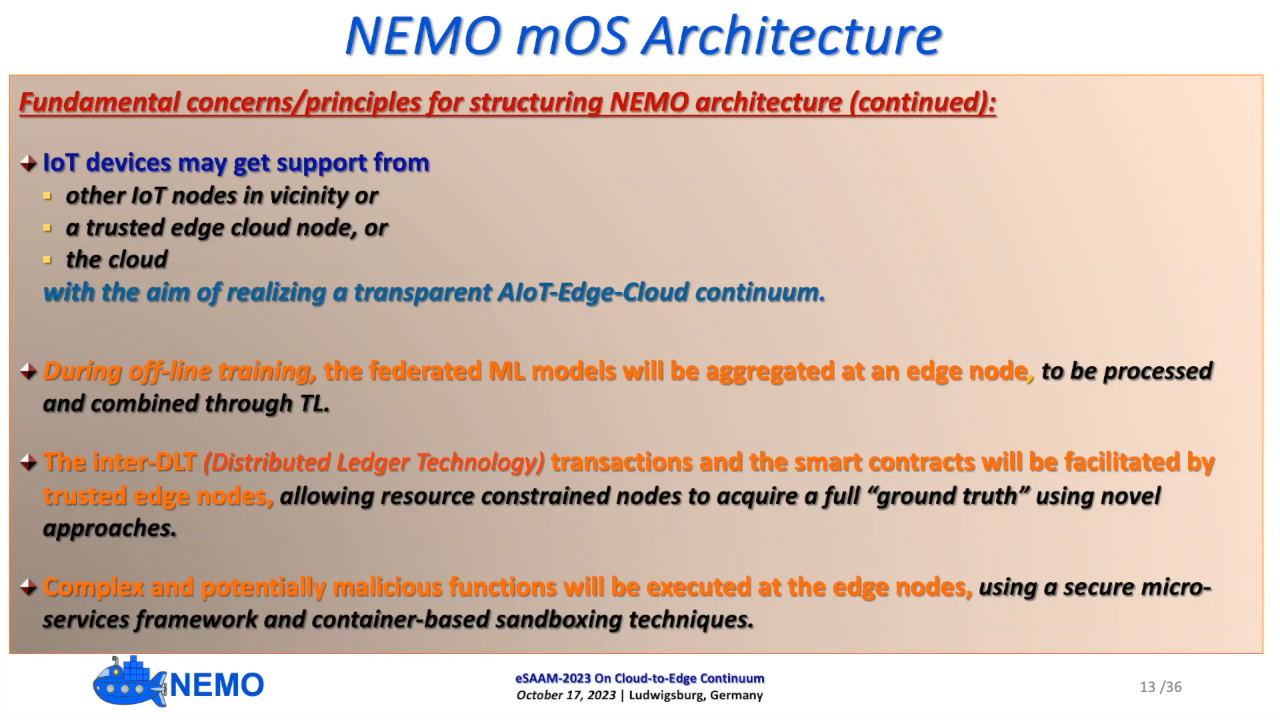 NEMO mOS Architecture
Fundamental concerns/principles for structuring NEMO architecture (continued):
IoT devices may get support from
other IoT nodes in vicinity or
a trusted edge cloud node, or
the cloud
with the aim of realizing a transparent AIoT-Edge-Cloud continuum.
During off-line training, the federated ML models will be aggregated at an edge node, to be processed
and combined through TL.
The inter-DLT (Distributed Ledger Technology) transactions and the smart contracts will be facilitated by
trusted edge nodes, allowing resource constrained nodes to acquire a full “ground truth” using novel
approaches.
Complex and potentially malicious functions will be executed at the edge nodes, using a secure micro-
services framework and container-based sandboxing techniques.
NEMO
eSAAM-2023 On Cloud-to-Edge Continuum
October 17, 2023 | Ludwigsburg, Germany
13 /36